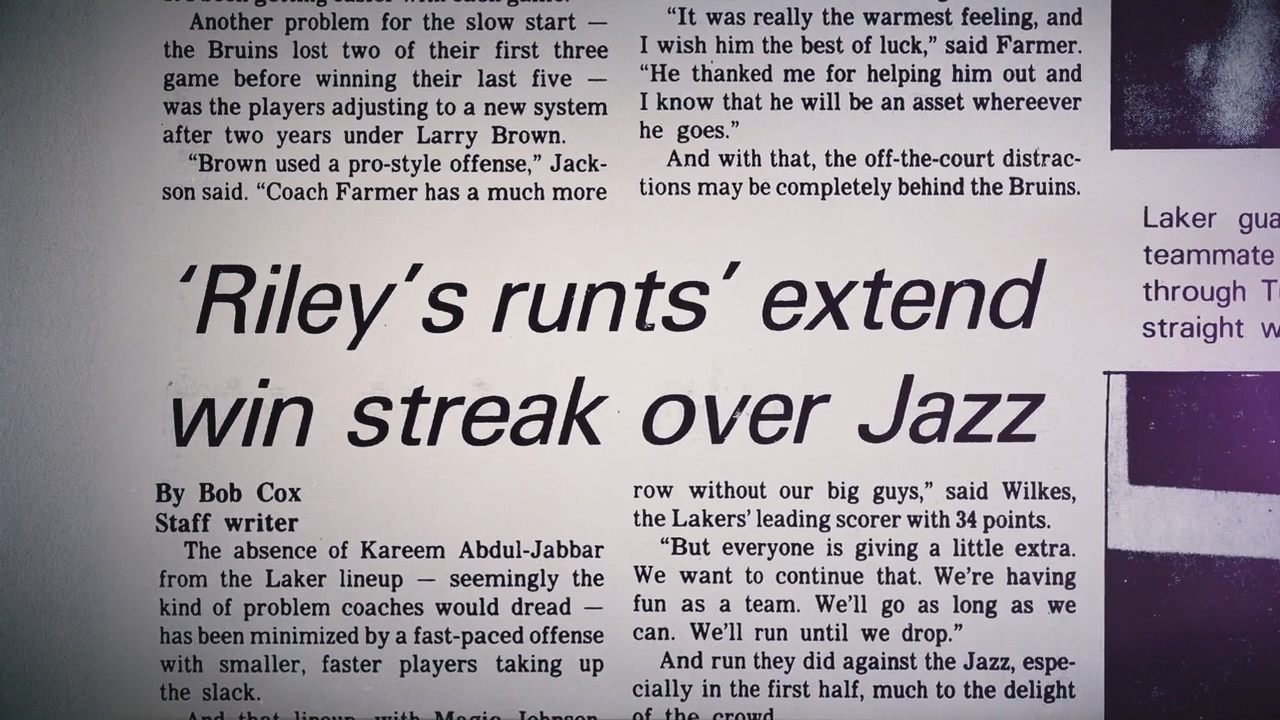 Another problem for the slow start —
the Bruins lost two of their first three
game before winning their last five —
was the players adjusting to a new system
after two years under Larry Brown.
“Brown used a pro-style offense,” Jack-
son said. “Coach Farmer has a much more
“It was really the warmest feeling, and
I wish him the best of luck,” said Farmer.
“He thanked me for helping him out and
I know that he will be an asset whereever
he goes.”
And with that, the off-the-court distrac-
tions may be completely behind the Bruins.
‘Riley’s runts’ extend
win streak over Jazz
By Bob Cox
Staff writer
The absence of Kareem Abdul-Jabbar
from the Laker lineup — seemingly the
kind of problem coaches would dread —
has been minimized by a fast-paced offense
with smaller, faster players taking up
the slack.
And that lineup, with Magic Johnson,
row without our big guys,” said Wilkes,
the Lakers’ leading scorer with 34 points.
“But everyone is giving a little extra.
We want to continue that. We’re having
fun as a team. We’ll go as long as we
can. We’ll run until we drop.”
And run they did against the Jazz, espe-
cially in the first half, much to the delight
of the crowd
Laker
teammate
through
straight